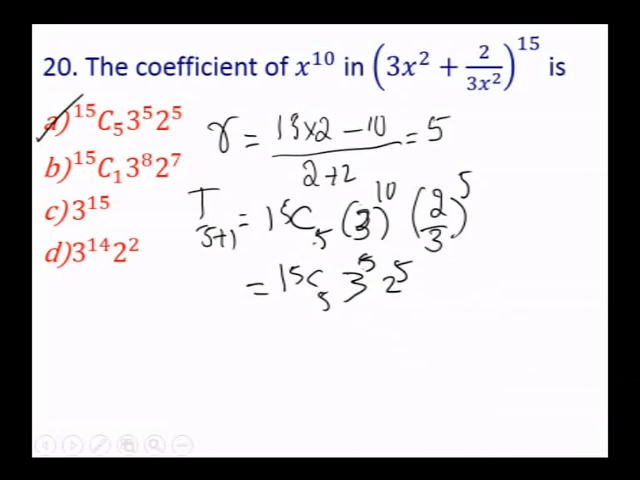 20. The coefficient of x¹⁰ in (3x² + 2/3x²)¹⁵ is
a) ¹⁵C₅3⁵2⁵
b) ¹⁵C₁3⁸2⁷
c) 3¹⁵
d) 3¹⁴2²
r = (15×2 − 10)/(2+2) = 5
T₅₊₁ = 15C₅ (3)¹⁰ (2/3)⁵
= 15C₅ 3⁵ 2⁵